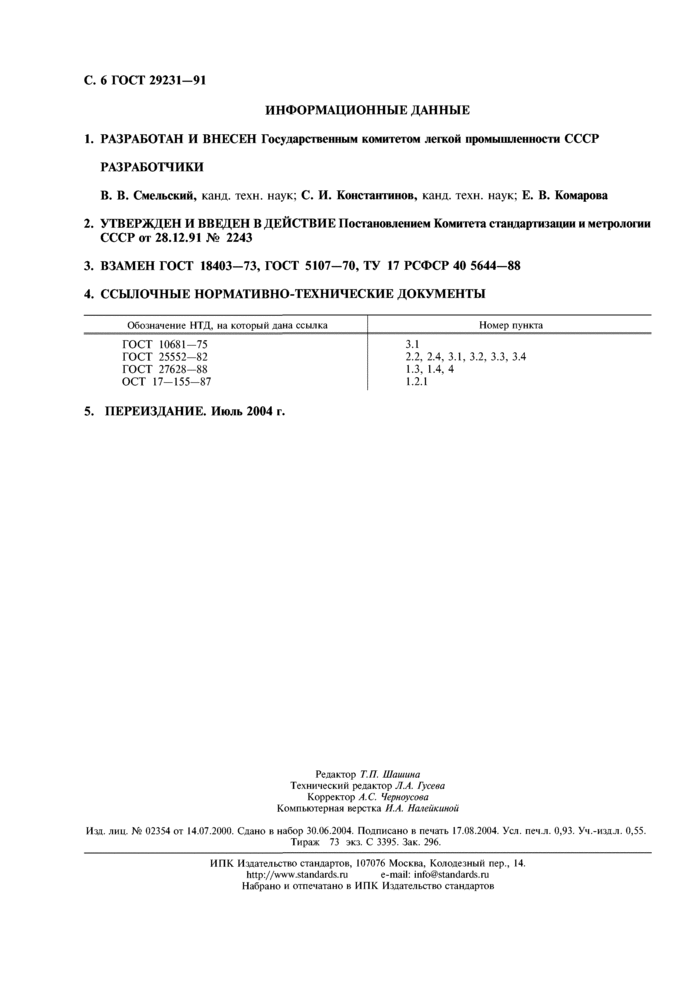 С. 6 ГОСТ 29231—91
ИНФОРМАЦИОННЫЕ ДАННЫЕ
1. РАЗРАБОТАН И ВНЕСЕН Государственным комитетом легкой промышленности СССР
РАЗРАБОТЧИКИ
В. В. Смельский, канд. техн. наук; С. И. Константинов, канд. техн. наук; Е. В. Комарова
2. УТВЕРЖДЕН И ВВЕДЕН В ДЕЙСТВИЕ Постановлением Комитета стандартизации и метрологии
СССР от 28.12.91 № 2243
3. ВЗАМЕН ГОСТ 18403—73, ГОСТ 5107—70, ТУ 17 РСФСР 40 5644—88
4. ССЫЛОЧНЫЕ НОРМАТИВНО-ТЕХНИЧЕСКИЕ ДОКУМЕНТЫ
Обозначение НТД, на который дана ссылка Номер пункта
ГОСТ 10681—75 3.1
ГОСТ 25552—82 2.2, 2.4, 3.1, 3.2, 3.3, 3.4
ГОСТ 27628—88 1.3, 1.4, 4
ОСТ 17—155—87 1.2.1
5. ПЕРЕИЗДАНИЕ. Июль 2004 г.
Редактор Т.П. Шашина
Технический редактор Л.А. Гусева
Корректор А.С. Черноусова
Компьютерная верстка И.А. Налейкиной
Изд. лиц. № 02354 от 14.07.2000. Сдано в набор 30.06.2004. Подписано в печать 17.08.2004. Усл. печ.л. 0,93. Уч.-изд.л. 0,55.
Тираж 73 экз. С 3395. Зак. 296.
ИПК Издательство стандартов, 107076 Москва, Колодезный пер., 14.
http://www.standards.ru e-mail: info@standards.ru
Набрано и отпечатано в ИПК Издательство стандартов